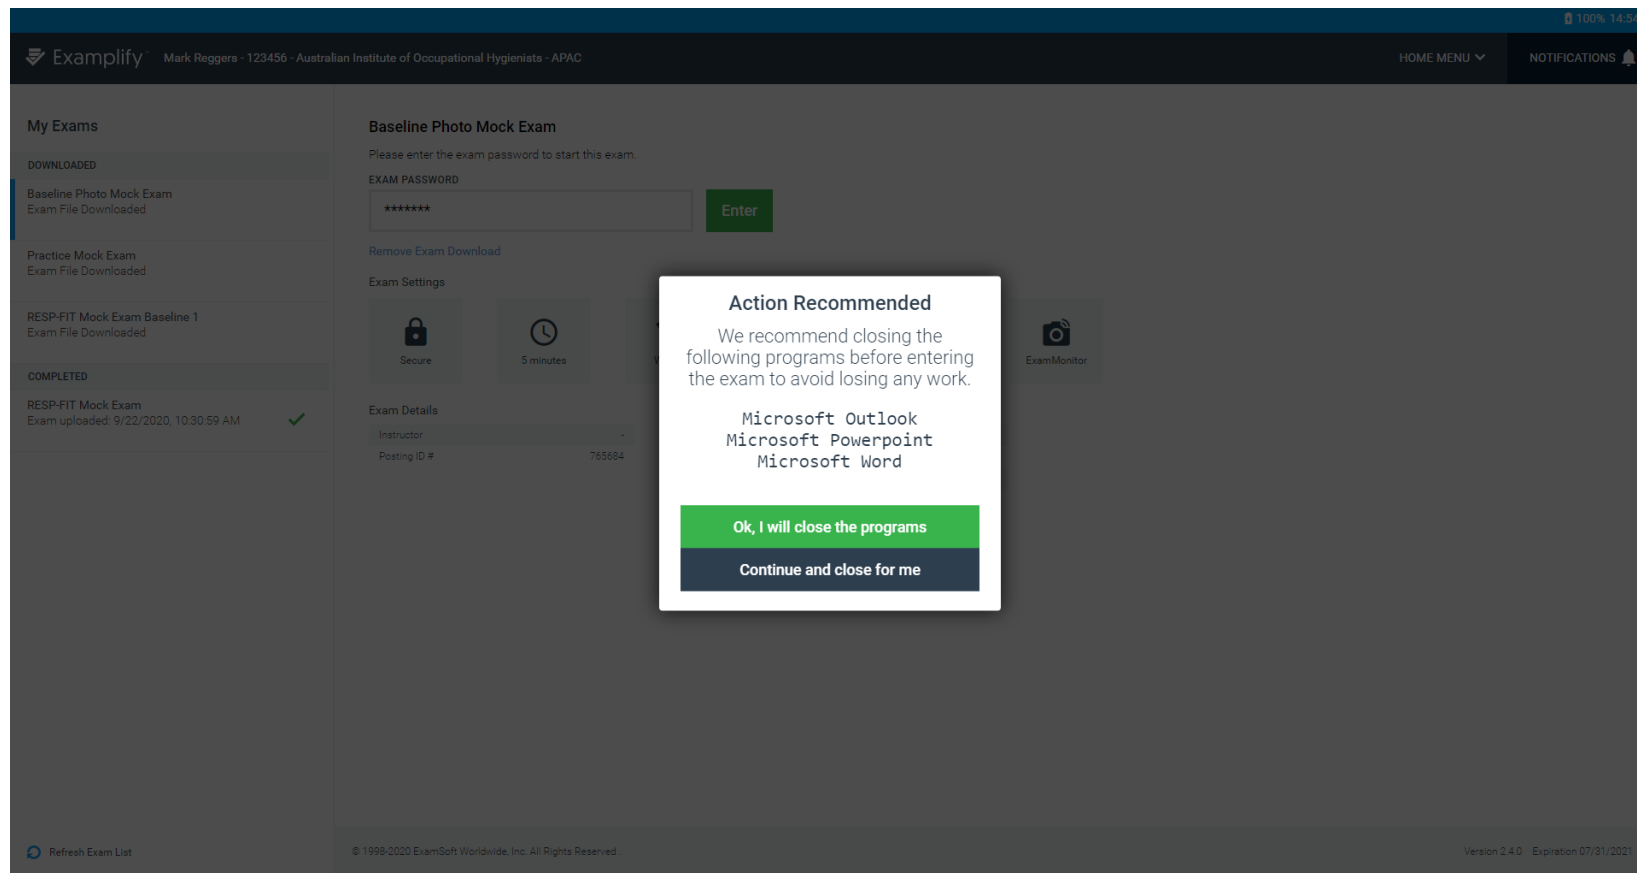 100% 14:54
Examplify
Mark Reggers - 123456 - Australian Institute of Occupational Hygienists - APAC
HOME MENU
NOTIFICATIONS
My Exams
DOWNLOADED
Baseline Photo Mock Exam
Exam File Downloaded
Practice Mock Exam
Exam File Downloaded
RESP-FIT Mock Exam Baseline 1
Exam File Downloaded
COMPLETED
RESP-FIT Mock Exam
Exam uploaded: 9/22/2020, 10:30:59 AM
Refresh Exam List
Baseline Photo Mock Exam
Please enter the exam password to start this exam.
EXAM PASSWORD
*******
Enter
Remove Exam Download
Exam Settings
Secure
5 minutes
ExamMonitor
Exam Details
Instructor -
Posting ID # 765684
Action Recommended
We recommend closing the
following programs before entering
the exam to avoid losing any work.
Microsoft Outlook
Microsoft Powerpoint
Microsoft Word
Ok, I will close the programs
Continue and close for me
© 1998-2020 ExamSoft Worldwide, Inc. All Rights Reserved.
Version 2.4.0 Expiration 07/31/2021